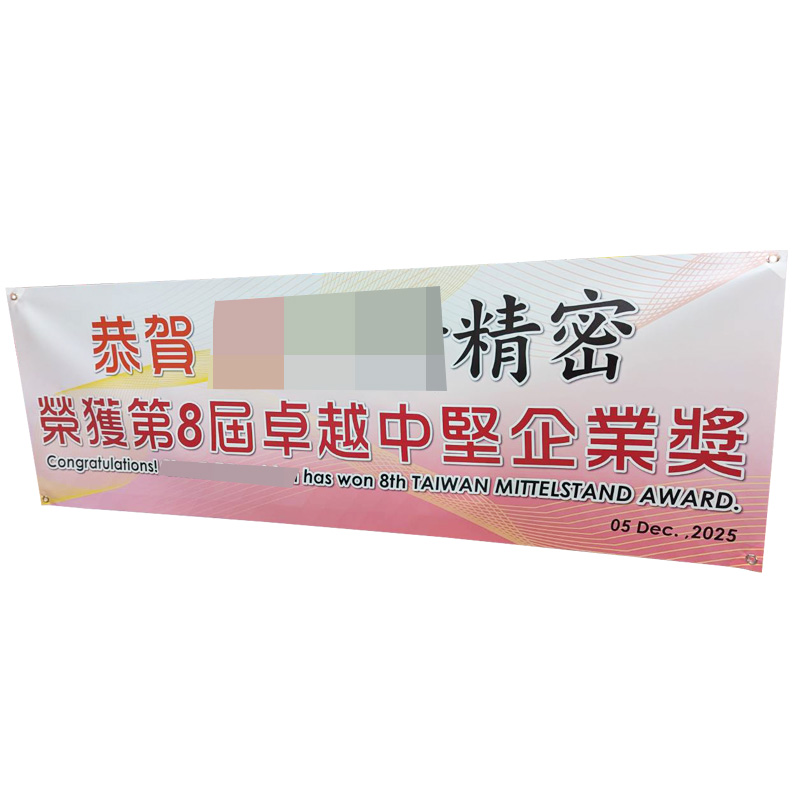 恭賀 精密
榮獲第8屆卓越中堅企業獎
Congratulations! has won 8th TAIWAN MITTELSTAND AWARD.
05 Dec. ,2025